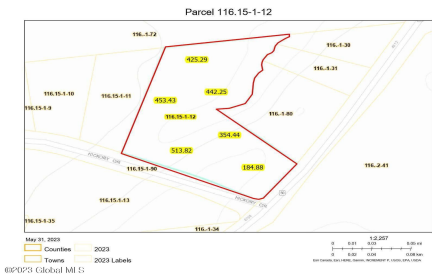 Parcel 116.15-1-12
116.-1-72
116.-1-30
425.29
116.-1-31
116.15-1-10
116.15-1-11
442.25
453.43
116.15-1-9
116.15-1-12
116.-1-80
354.44
513.82
HICKORY
184.88
116.15-1-90
116.-2-41
HICKORY
116.15-1-13
116.15-1-35
116.-1-34
May 31, 2023
Counties 2023
Towns 2023 Labels
1:2,257
©2023 Global MLS